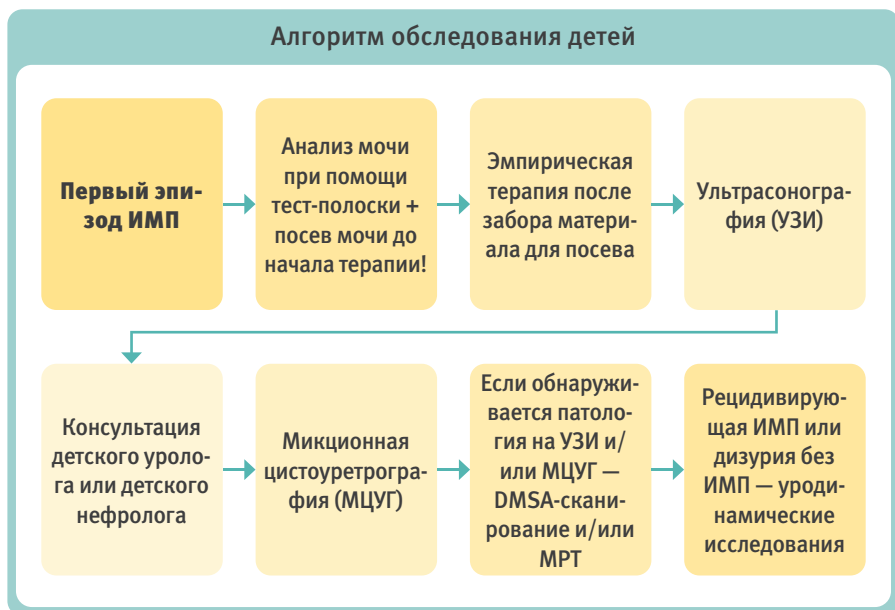 Алгоритм обследования детей
Первый эпи-
зод ИМП
Анализ мочи
при помощи
тест-полоски +
посев мочи до
начала терапии!
Эмпирическая
терапия после
забора матери-
ала для посева
Ультрасоногра-
фия (УЗИ)
Консультация
детского уроло-
га или детского
нефролога
Микционная
цистоуретрогра-
фия (МЦУГ)
Если обнаружи-
вается патоло-
гия на УЗИ и/
или МЦУГ —
DMSA-скани-
рование и/или
МРТ
Рецидивирую-
щая ИМП или
дизурия без
ИМП — уроди-
намические
исследования